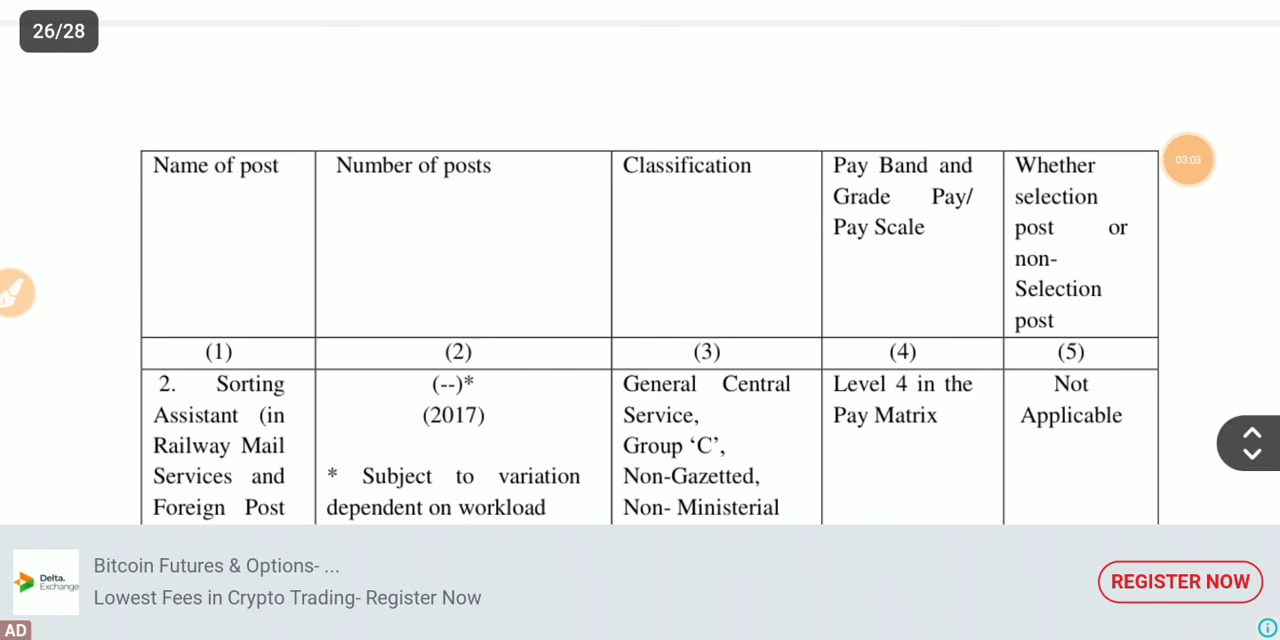 26/28
03:03
Name of post
Number of posts
Classification
Pay Band and
Grade Pay/
Pay Scale
Whether
selection
post or
non-
Selection
post
(1)
(2)
(3)
(4)
(5)
2. Sorting
Assistant (in
Railway Mail
Services and
Foreign Post
(--)*
(2017)
* Subject to variation
dependent on workload
General Central
Service,
Group ‘C’,
Non-Gazetted,
Non- Ministerial
Level 4 in the
Pay Matrix
Not
Applicable
Delta.
Exchange
Bitcoin Futures & Options- ...
Lowest Fees in Crypto Trading- Register Now
REGISTER NOW
AD